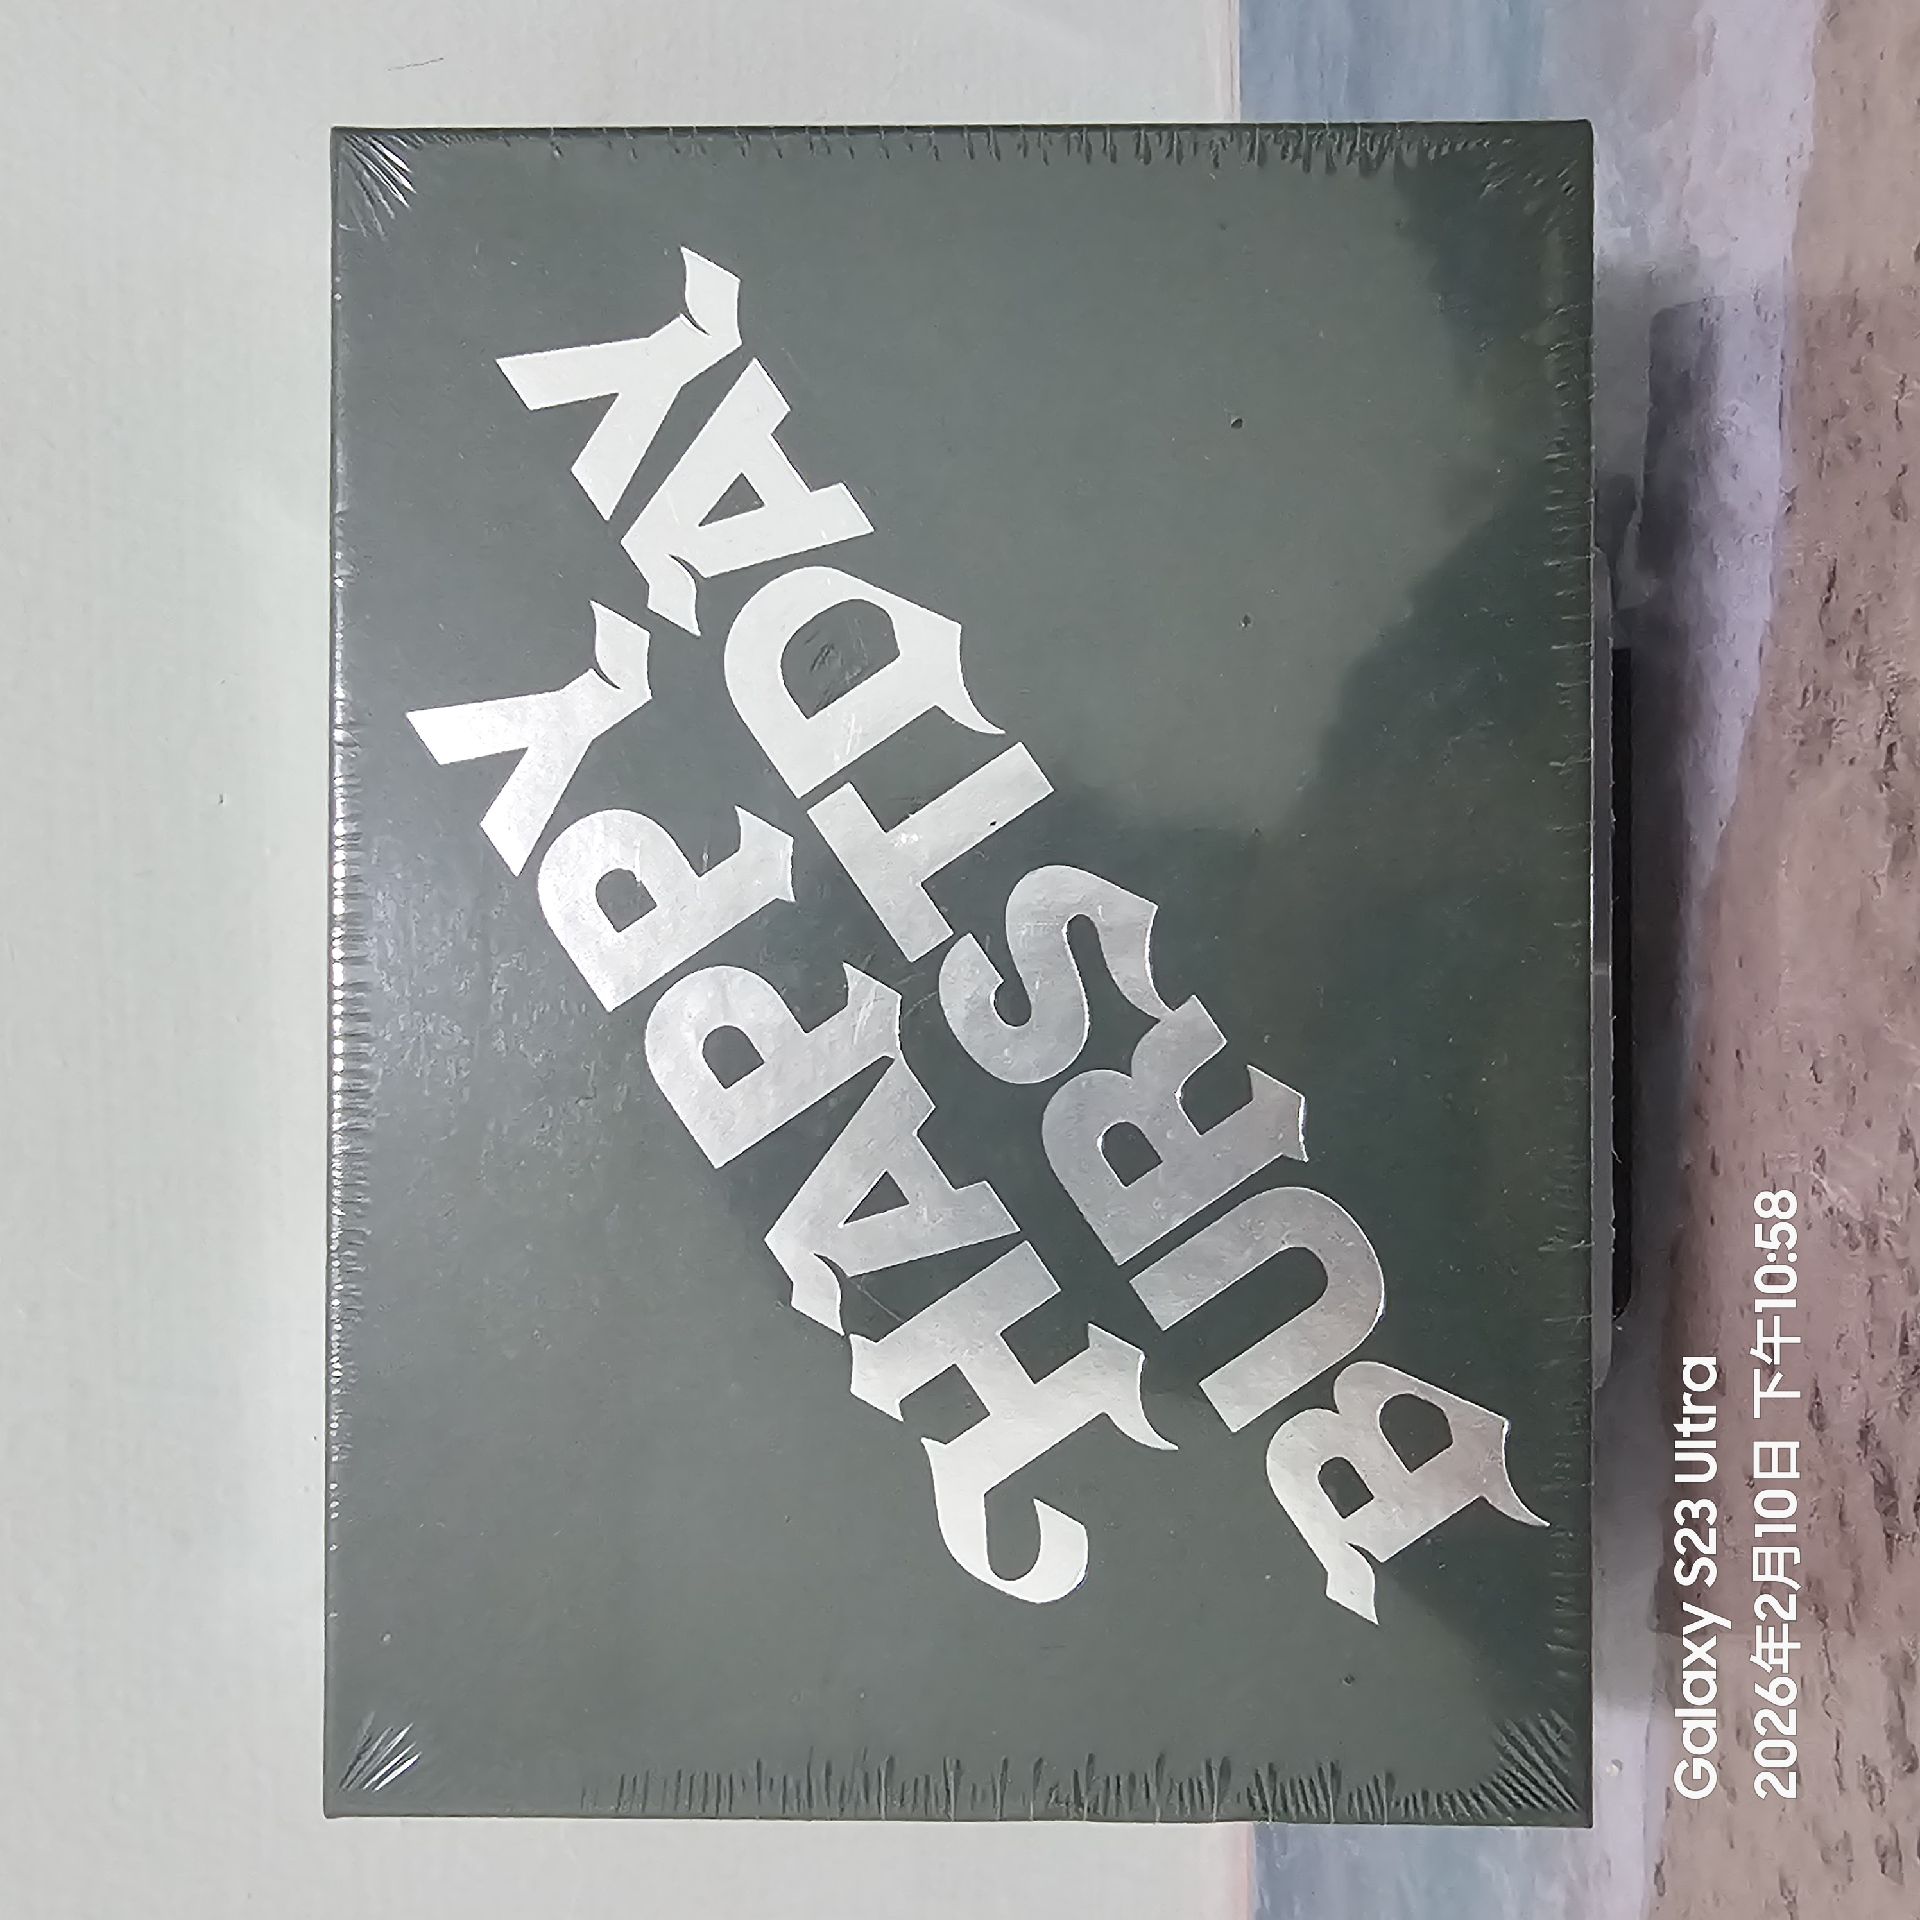 HAPPY
BURSTDAY
Galaxy S23 Ultra
2026年2月10日 下午10:58